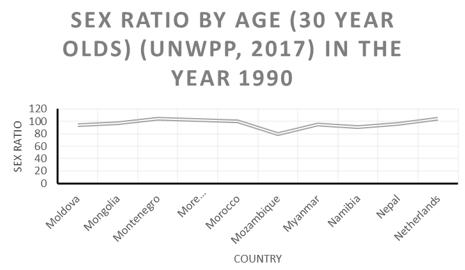 SEX RATIO BY AGE (30 YEAR
OLDS) (UNWPP, 2017) IN THE
YEAR 1990
120
100
80
60
40
20
0
SEX RATIO
Moldova
Mongolia
Montenegro
More...
Morocco
Mozambique
Myanmar
Namibia
Nepal
Netherlands
COUNTRY